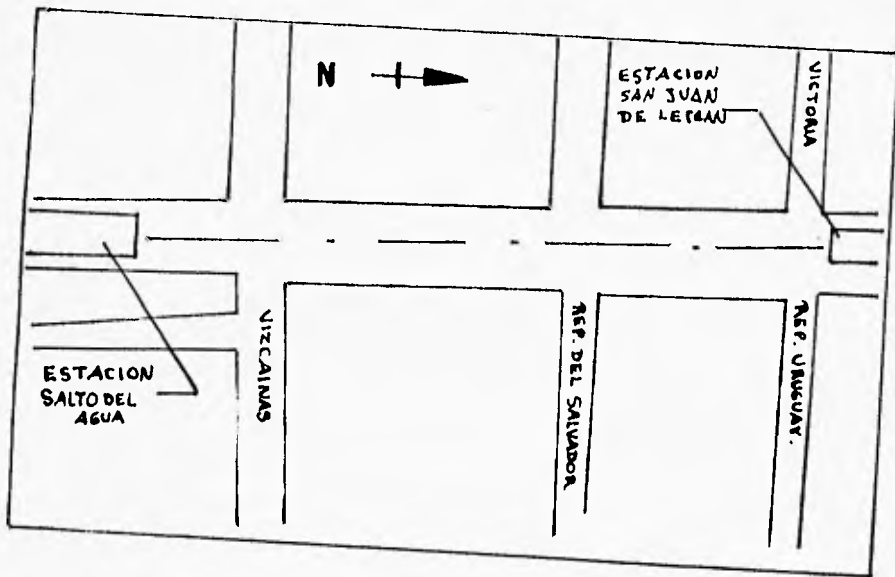 N
ESTACION
SAN JUAN
DE LETRAN
VICTORIA
VIZCAINAS
REP. DEL SALVADOR
REP. URUGUAY.
ESTACION
SALTO DEL
AGUA